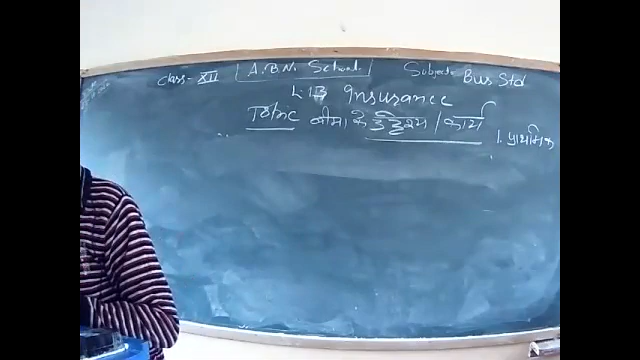 Class - XII A.B.N. School Subject - Bus Std
L.13 Insurance
Topic बीमा के उद्देश्य / कार्य
1. प्राथमिक